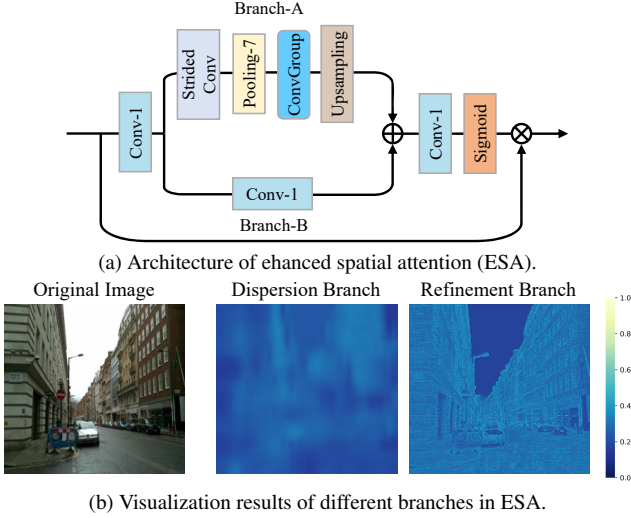 Branch-A
Strided Conv
Pooling-7
ConvGroup
Upsampling
Conv-1
Conv-1
Sigmoid
Conv-1
Branch-B
(a) Architecture of ehanced spatial attention (ESA).
Original Image
Dispersion Branch
Refinement Branch
1.0
0.8
0.6
0.4
0.2
0.0
(b) Visualization results of different branches in ESA.